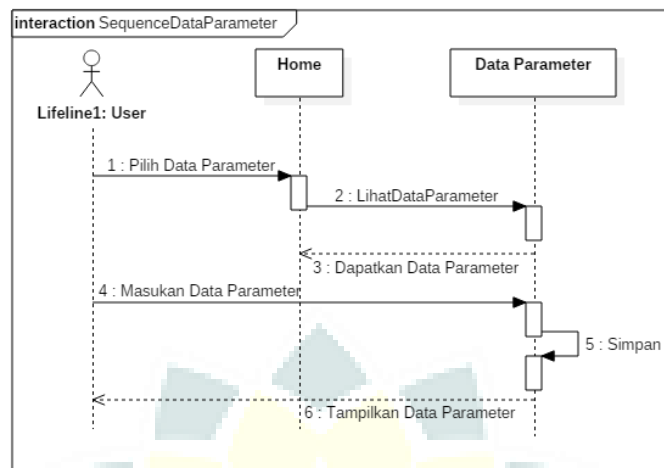 interaction SequenceDataParameter
Home
Data Parameter
Lifeline1: User
1 : Pilih Data Parameter
2 : LihatDataParameter
3 : Dapatkan Data Parameter
4 : Masukan Data Parameter
5 : Simpan
6 : Tampilkan Data Parameter